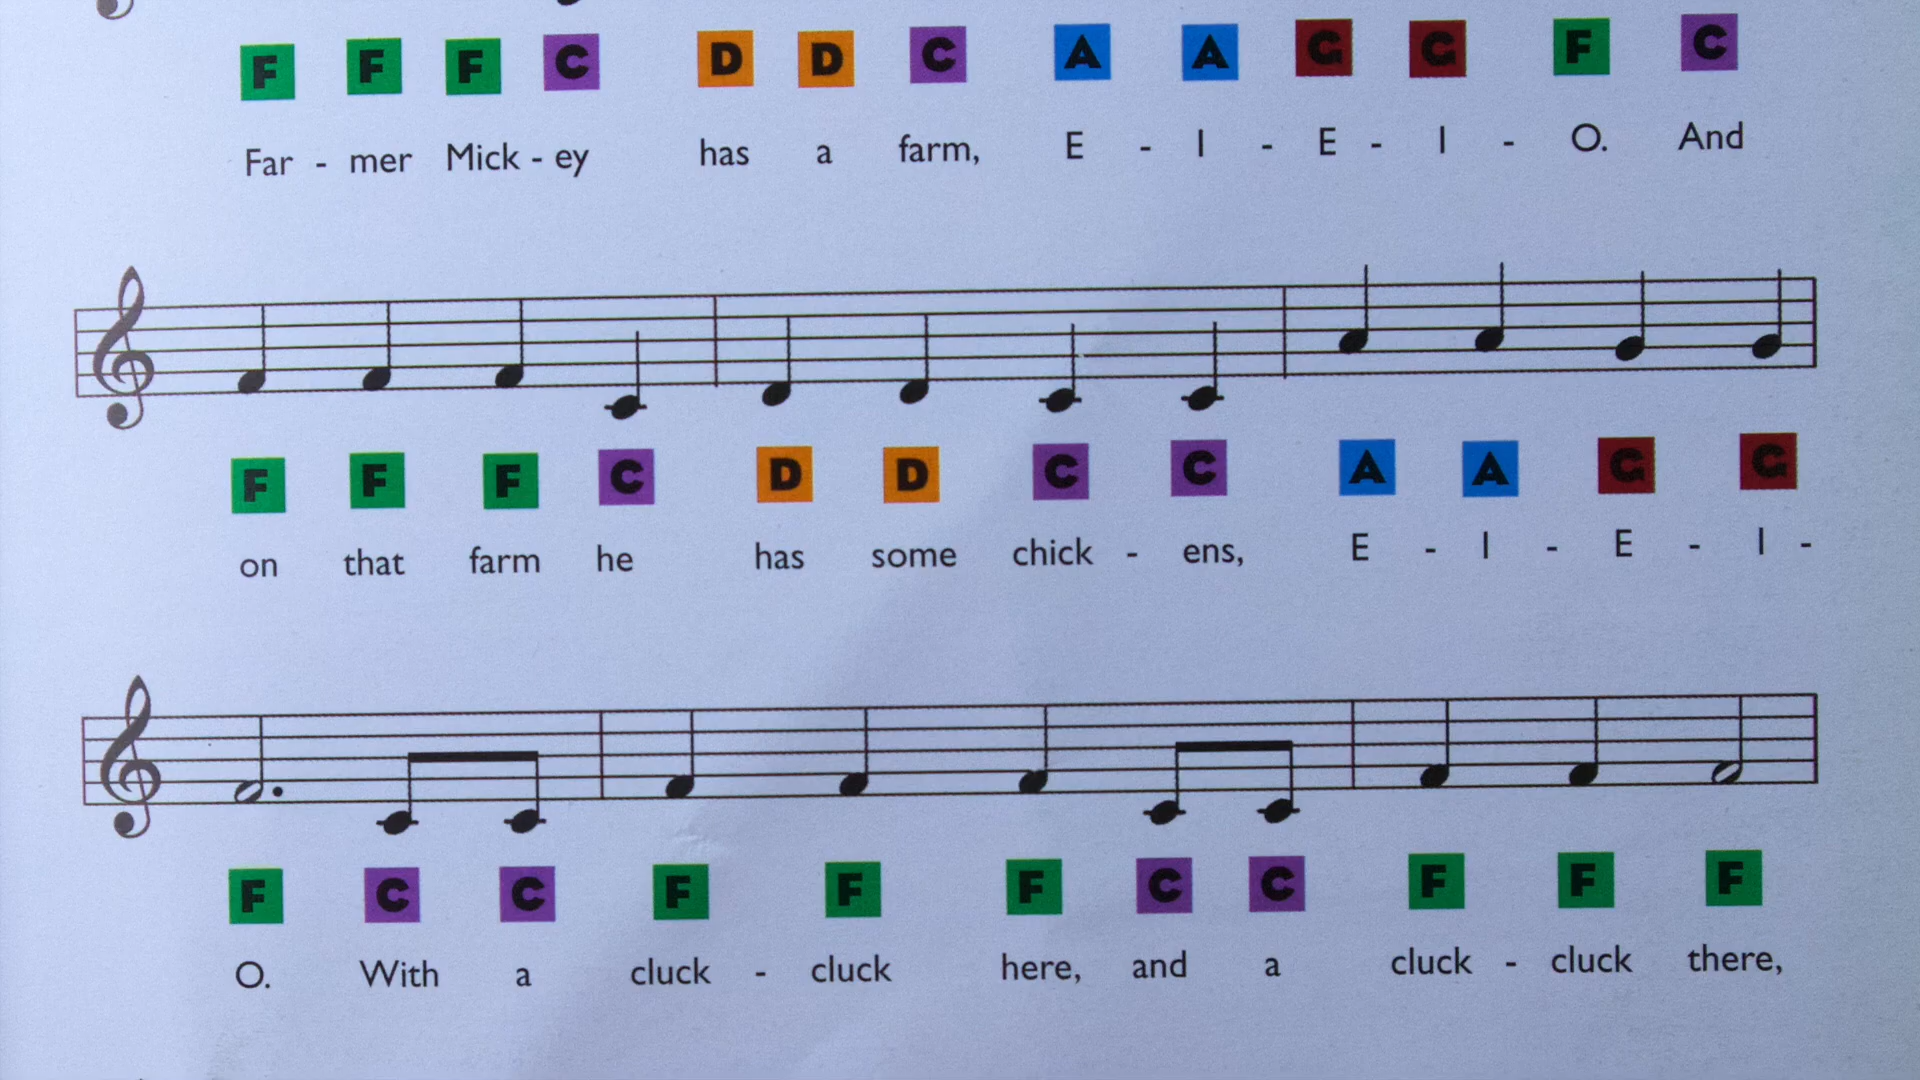 F F F C D D C A A G G F C
Far - mer Mick - ey has a farm, E - I - E - I - O. And
F F F C D D C C A A G G
on that farm he has some chick - ens, E - I - E - I -
F C C F F F C C F F F
O. With a cluck - cluck here, and a cluck - cluck there,